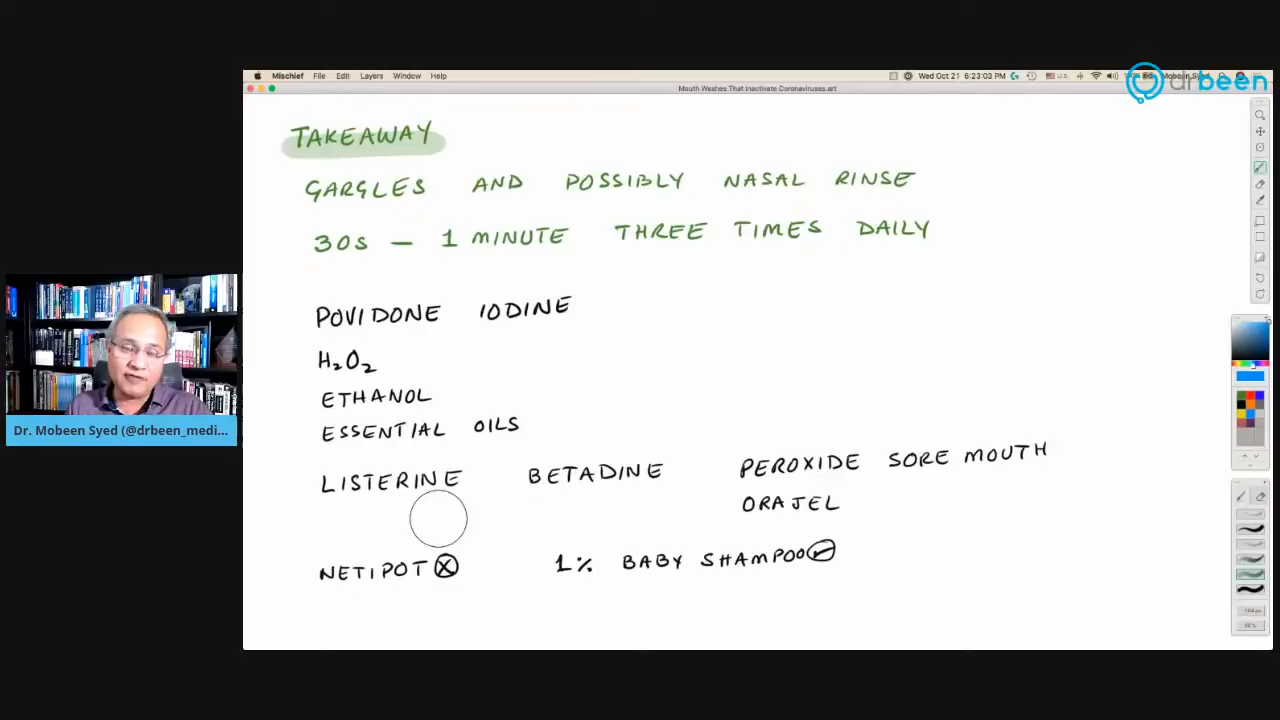 Mischief File Edit Layers Window Help
Wed Oct 21 6:23:03 PM
Mouth Washes That Inactivate Coronaviruses.art
drbeen
TAKEAWAY
GARGLES AND POSSIBLY NASAL RINSE
30s — 1 MINUTE THREE TIMES DAILY
POVIDONE IODINE
H₂O₂
ETHANOL
ESSENTIAL OILS
LISTERINE BETADINE PEROXIDE SORE MOUTH
ORAJEL
NETIPOT 1% BABY SHAMPOO
Dr. Mobeen Syed (@drbeen_medi...